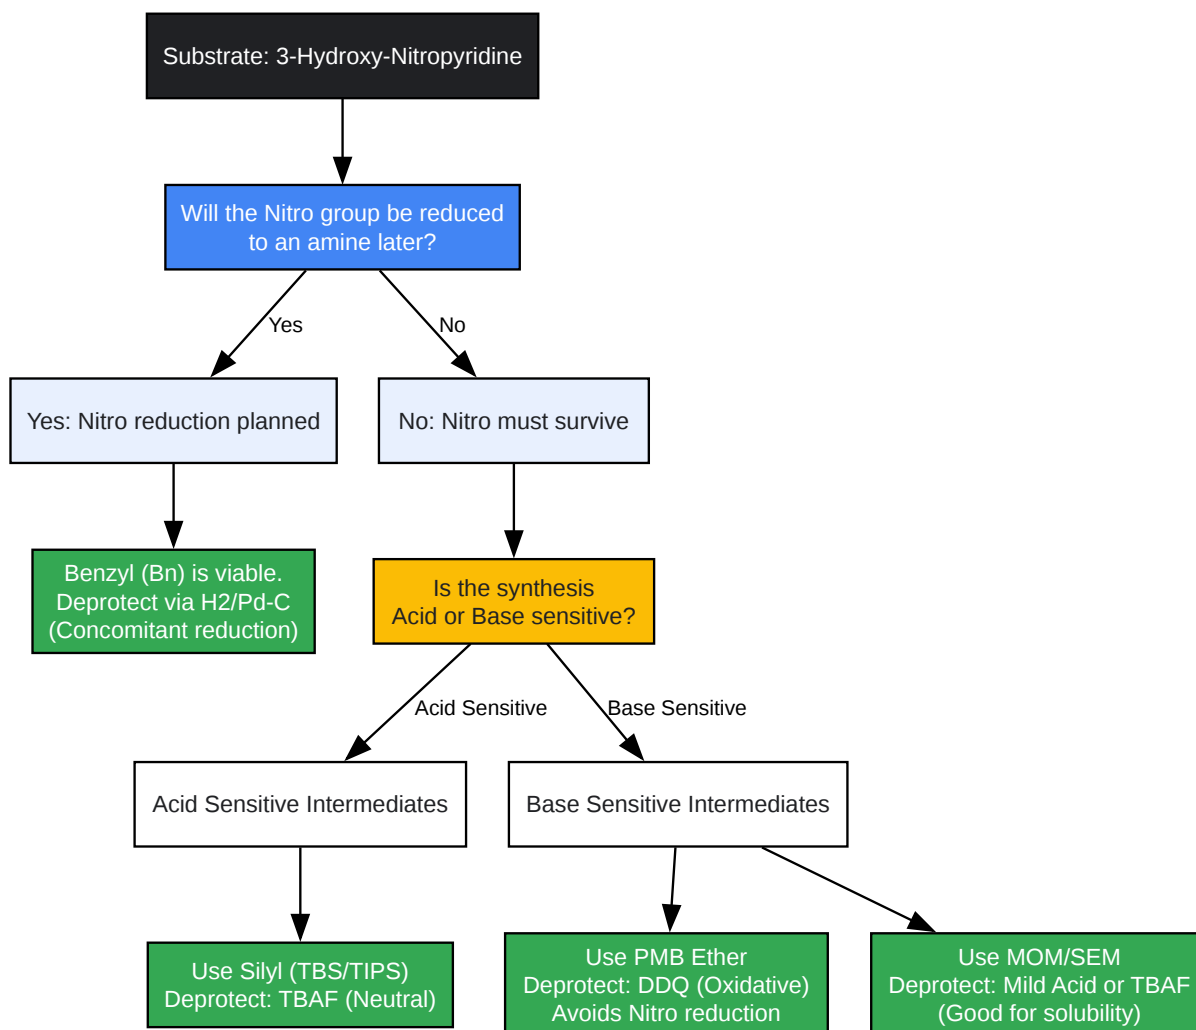 Substrate: 3-Hydroxy-Nitropyridine
Will the Nitro group be reduced
to an amine later?
Yes
No
Yes: Nitro reduction planned
No: Nitro must survive
Benzyl (Bn) is viable.
Deprotect via H2/Pd-C
(Concomitant reduction)
Is the synthesis
Acid or Base sensitive?
Acid Sensitive
Base Sensitive
Acid Sensitive Intermediates
Base Sensitive Intermediates
Use Silyl (TBS/TIPS)
Deprotect: TBAF (Neutral)
Use PMB Ether
Deprotect: DDQ (Oxidative)
Avoids Nitro reduction
Use MOM/SEM
Deprotect: Mild Acid or TBAF
(Good for solubility)